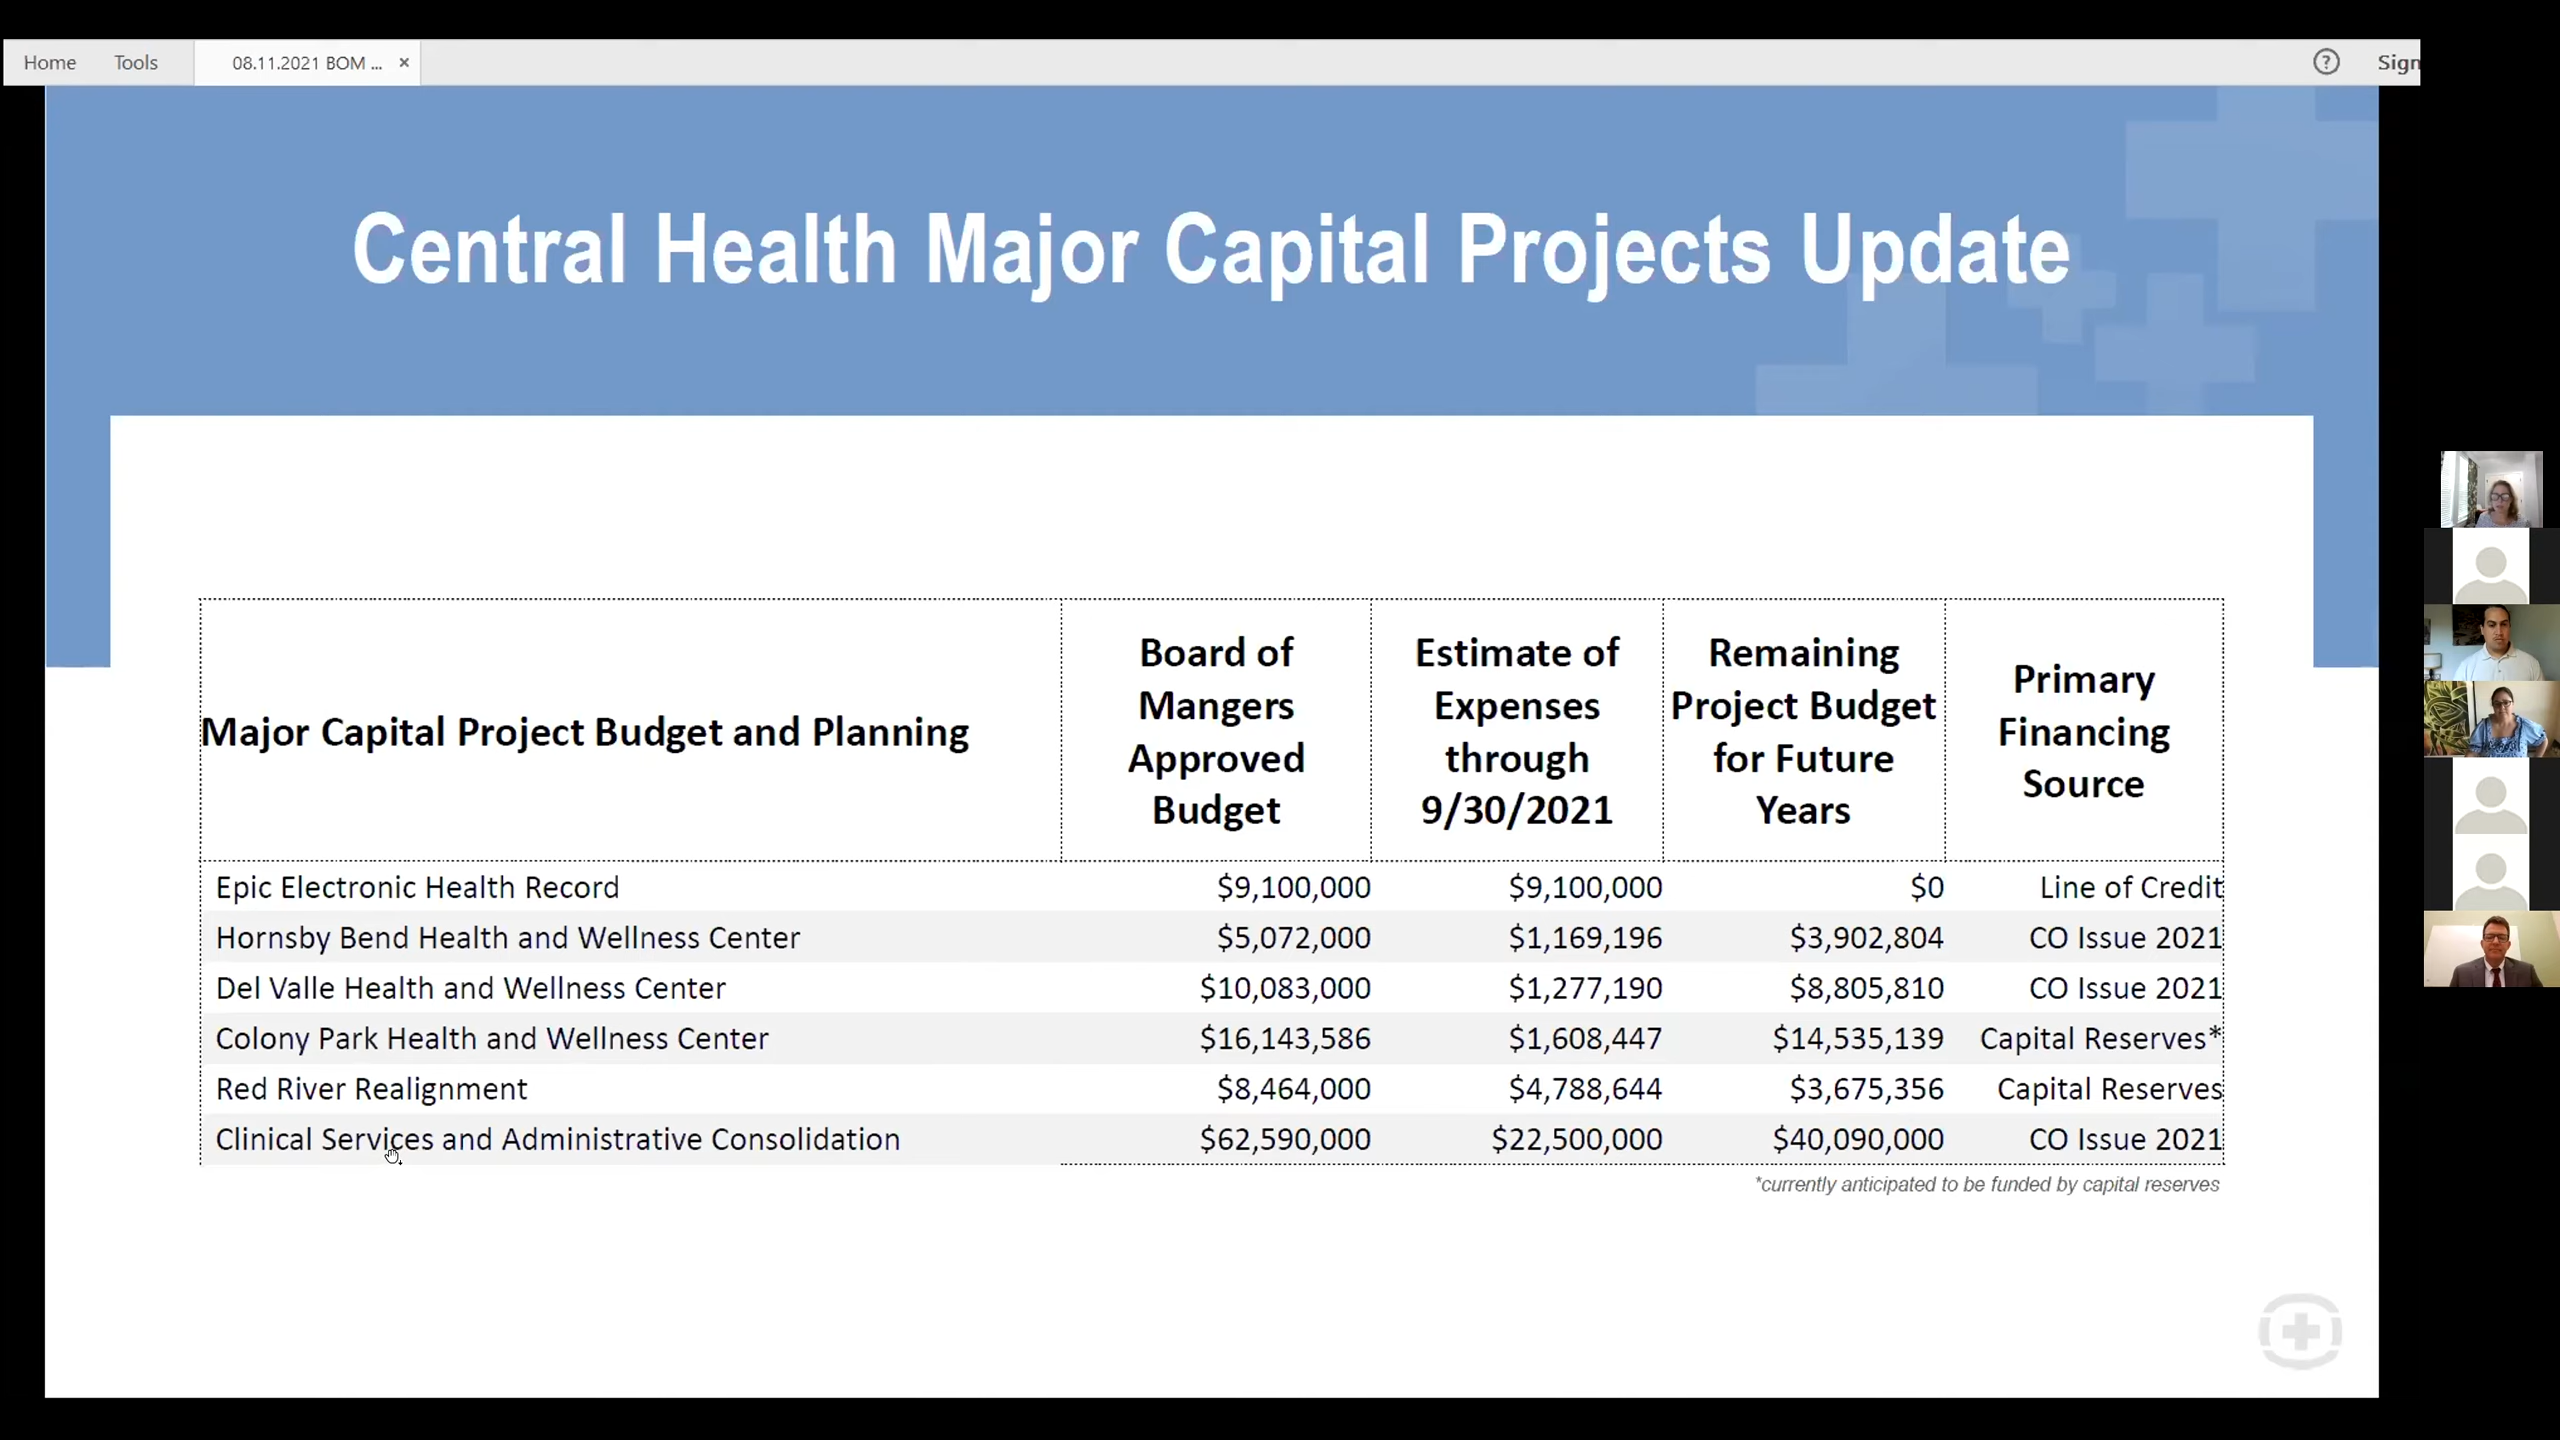 Home Tools 08.11.2021 BOM ... × ? Sign
Central Health Major Capital Projects Update
Major Capital Project Budget and Planning
Board of
Mangers
Approved
Budget
Estimate of
Expenses
through
9/30/2021
Remaining
Project Budget
for Future
Years
Primary
Financing
Source
Epic Electronic Health Record $9,100,000 $9,100,000 $0 Line of Credit
Hornsby Bend Health and Wellness Center $5,072,000 $1,169,196 $3,902,804 CO Issue 2021
Del Valle Health and Wellness Center $10,083,000 $1,277,190 $8,805,810 CO Issue 2021
Colony Park Health and Wellness Center $16,143,586 $1,608,447 $14,535,139 Capital Reserves*
Red River Realignment $8,464,000 $4,788,644 $3,675,356 Capital Reserves
Clinical Services and Administrative Consolidation $62,590,000 $22,500,000 $40,090,000 CO Issue 2021
*currently anticipated to be funded by capital reserves